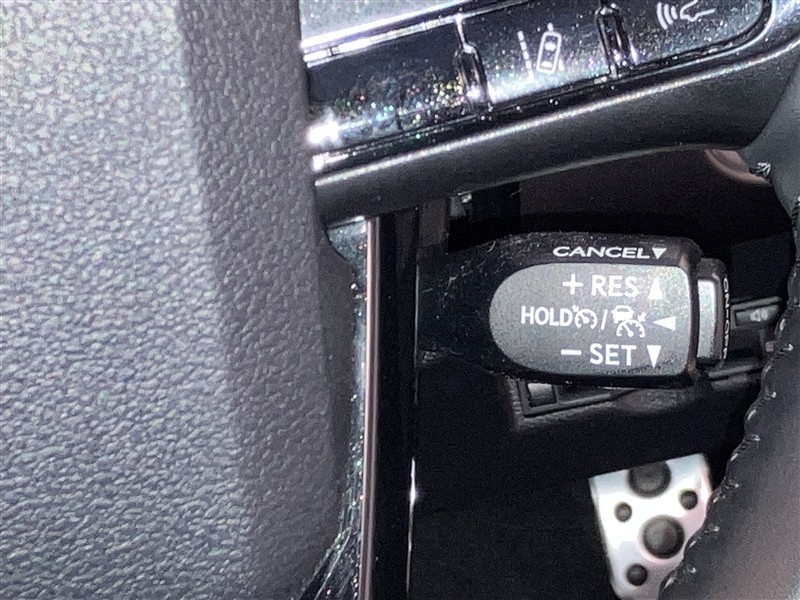 CANCEL▼
+ RES ▲
HOLD / ◀
− SET ▼